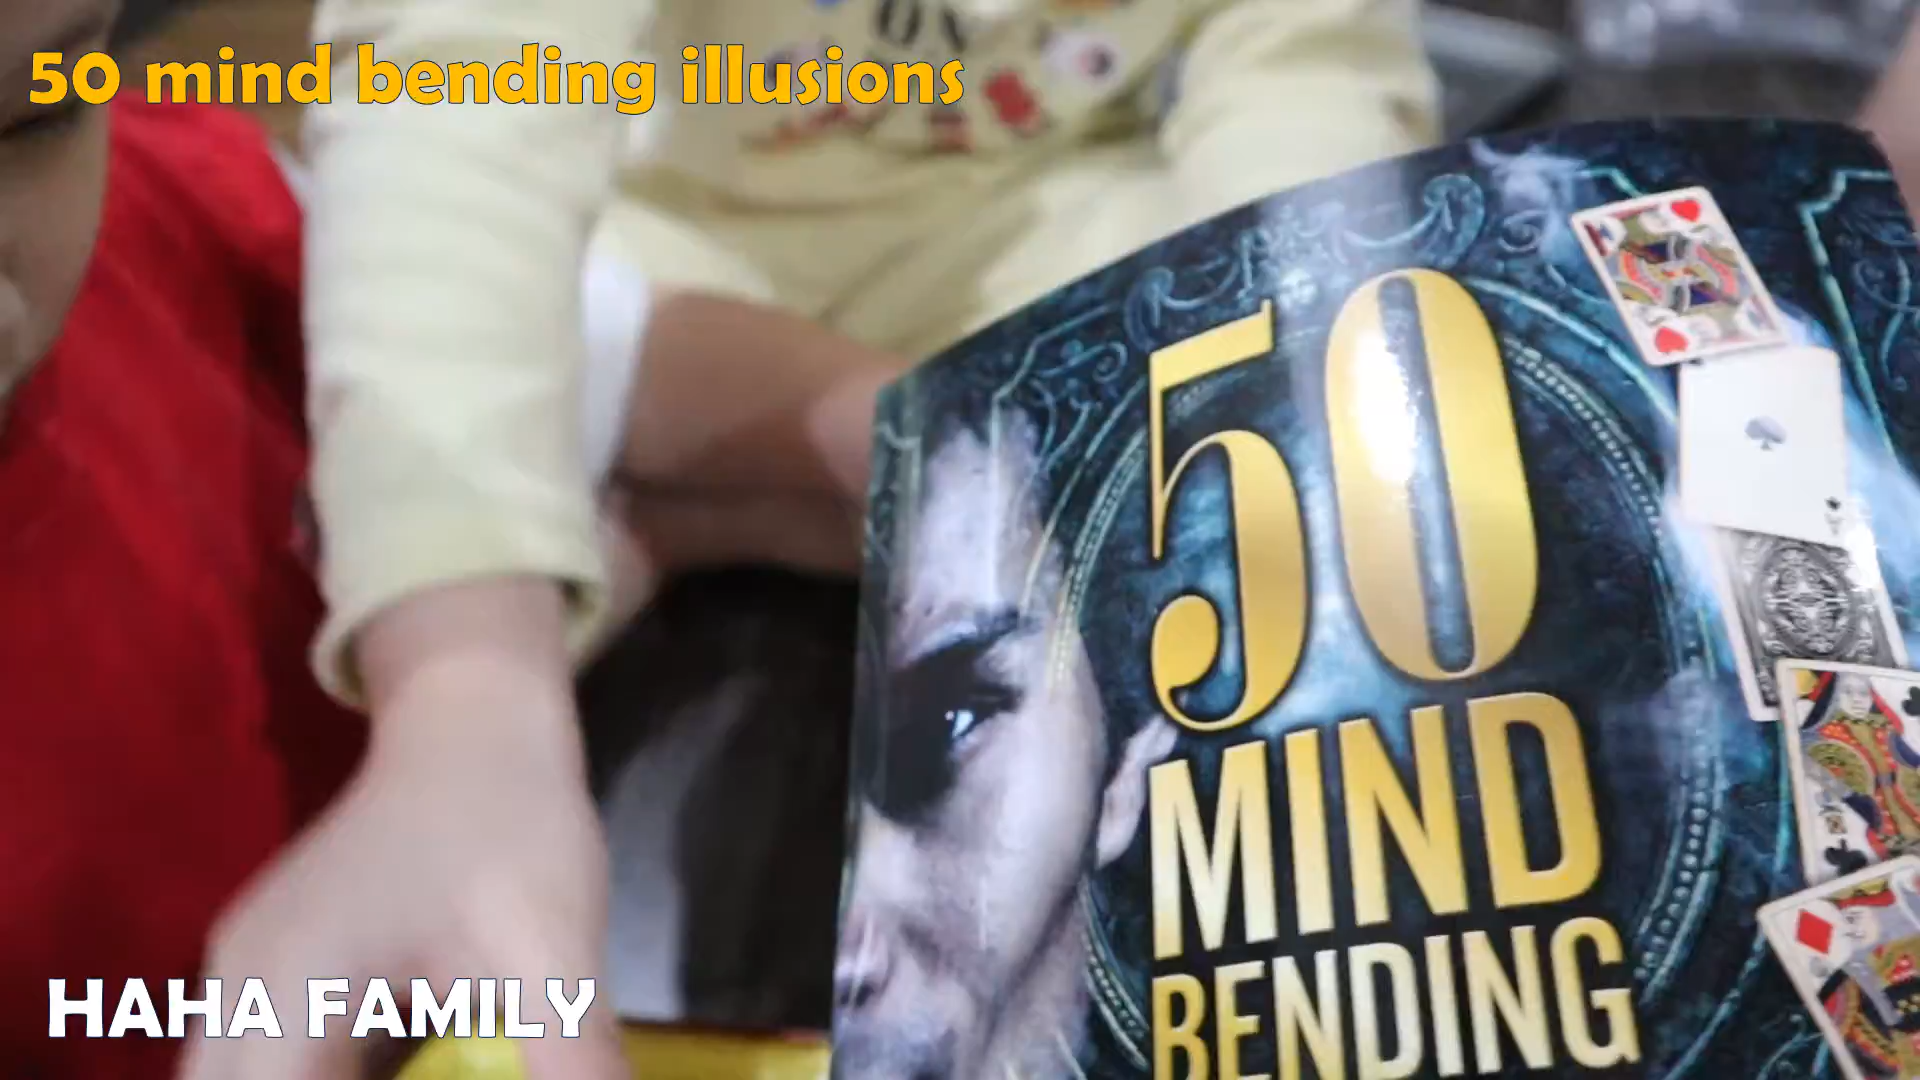 50 mind bending illusions
50
MIND
BENDING
HAHA FAMILY